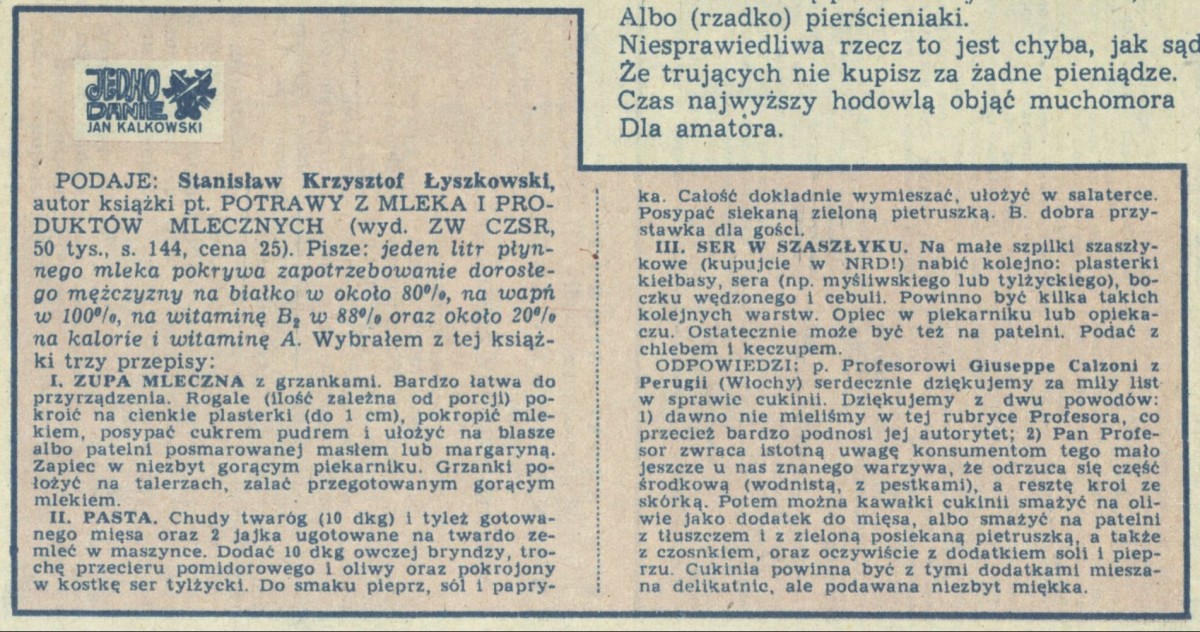 Albo (rzadko) pierścieniaki.
Niesprawiedliwa rzecz to jest chyba, jak sąd
Że trujących nie kupisz za żadne pieniądze.
Czas najwyższy hodowlą objąć muchomora
Dla amatora.
JEDNO
DANIE
JAN KALKOWSKI
PODAJE: Stanisław Krzysztof Łyszkowski,
autor książki pt. POTRAWY Z MLEKA I PRO-
DUKTÓW MLECZNYCH (wyd. ZW CZSR,
50 tys., s. 144, cena 25). Pisze: jeden litr płyn-
nego mleka pokrywa zapotrzebowanie dorosłe-
go mężczyzny na białko w około 80%, na wapń
w 100%, na witaminę B₂ w 88% oraz około 20%
na kalorie i witaminę A. Wybrałem z tej książ-
ki trzy przepisy:
I. ZUPA MLECZNA z grzankami. Bardzo łatwa do
przyrządzenia. Rogale (ilość zależna od porcji) po-
kroić na cienkie plasterki (do 1 cm), pokropić mle-
kiem, posypać cukrem pudrem i ułożyć na blasze
albo patelni posmarowanej masłem lub margaryną.
Zapiec w niezbyt gorącym piekarniku. Grzanki po-
łożyć na talerzach, zalać przegotowanym gorącym
mlekiem.
II. PASTA. Chudy twaróg (10 dkg) i tyleż gotowa-
nego mięsa oraz 2 jajka ugotowane na twardo ze-
mleć w maszynce. Dodać 10 dkg owczej bryndzy, tro-
chę przecieru pomidorowego i oliwy oraz pokrojony
w kostkę ser tylżycki. Do smaku pieprz, sól i papry-
ka. Całość dokładnie wymieszać, ułożyć w salaterce.
Posypać siekaną zieloną pietruszką. B. dobra przy-
stawka dla gości.
III. SER W SZASZŁYKU. Na małe szpilki szaszły-
kowe (kupujcie w NRD!) nabić kolejno: plasterki
kiełbasy, sera (np. myśliwskiego lub tylżyckiego), bo-
czku wędzonego i cebuli. Powinno być kilka takich
kolejnych warstw. Opiec w piekarniku lub opieka-
czu. Ostatecznie może być też na patelni. Podać z
chlebem i keczupem.
ODPOWIEDZI: p. Profesorowi Giuseppe Calzoni z
Perugii (Włochy) serdecznie dziękujemy za miły list
w sprawie cukinii. Dziękujemy z dwu powodów:
1) dawno nie mieliśmy w tej rubryce Profesora, co
przecież bardzo podnosi jej autorytet; 2) Pan Profe-
sor zwraca istotną uwagę konsumentom tego mało
jeszcze u nas znanego warzywa, że odrzuca się część
środkową (wodnistą, z pestkami), a resztę kroi ze
skórką. Potem można kawałki cukinii smażyć na oli-
wie jako dodatek do mięsa, albo smażyć na patelni
z tłuszczem i z zieloną posiekaną pietruszką, a także
z czosnkiem, oraz oczywiście z dodatkiem soli i piep-
rzu. Cukinia powinna być z tymi dodatkami miesza-
na delikatnie, ale podawana niezbyt miękka.